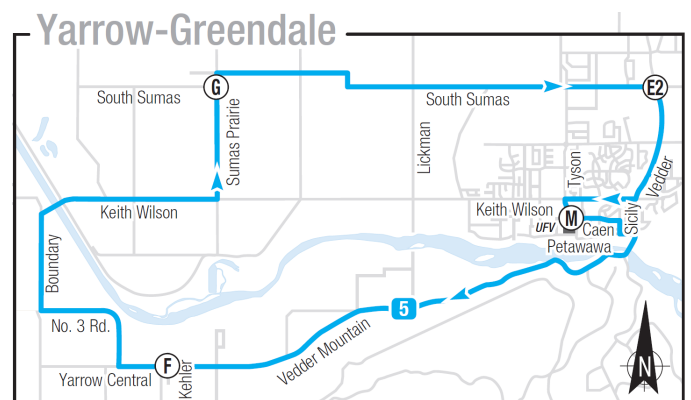 Yarrow-Greendale
G
E2
South Sumas
South Sumas
Sumas Prairie
Lickman
Tyson
Vedder
Keith Wilson
Keith Wilson
M
Sicily
UFV
Caen
Petawawa
Boundary
5
No. 3 Rd.
Vedder Mountain
F
N
Yarrow Central
Kehler